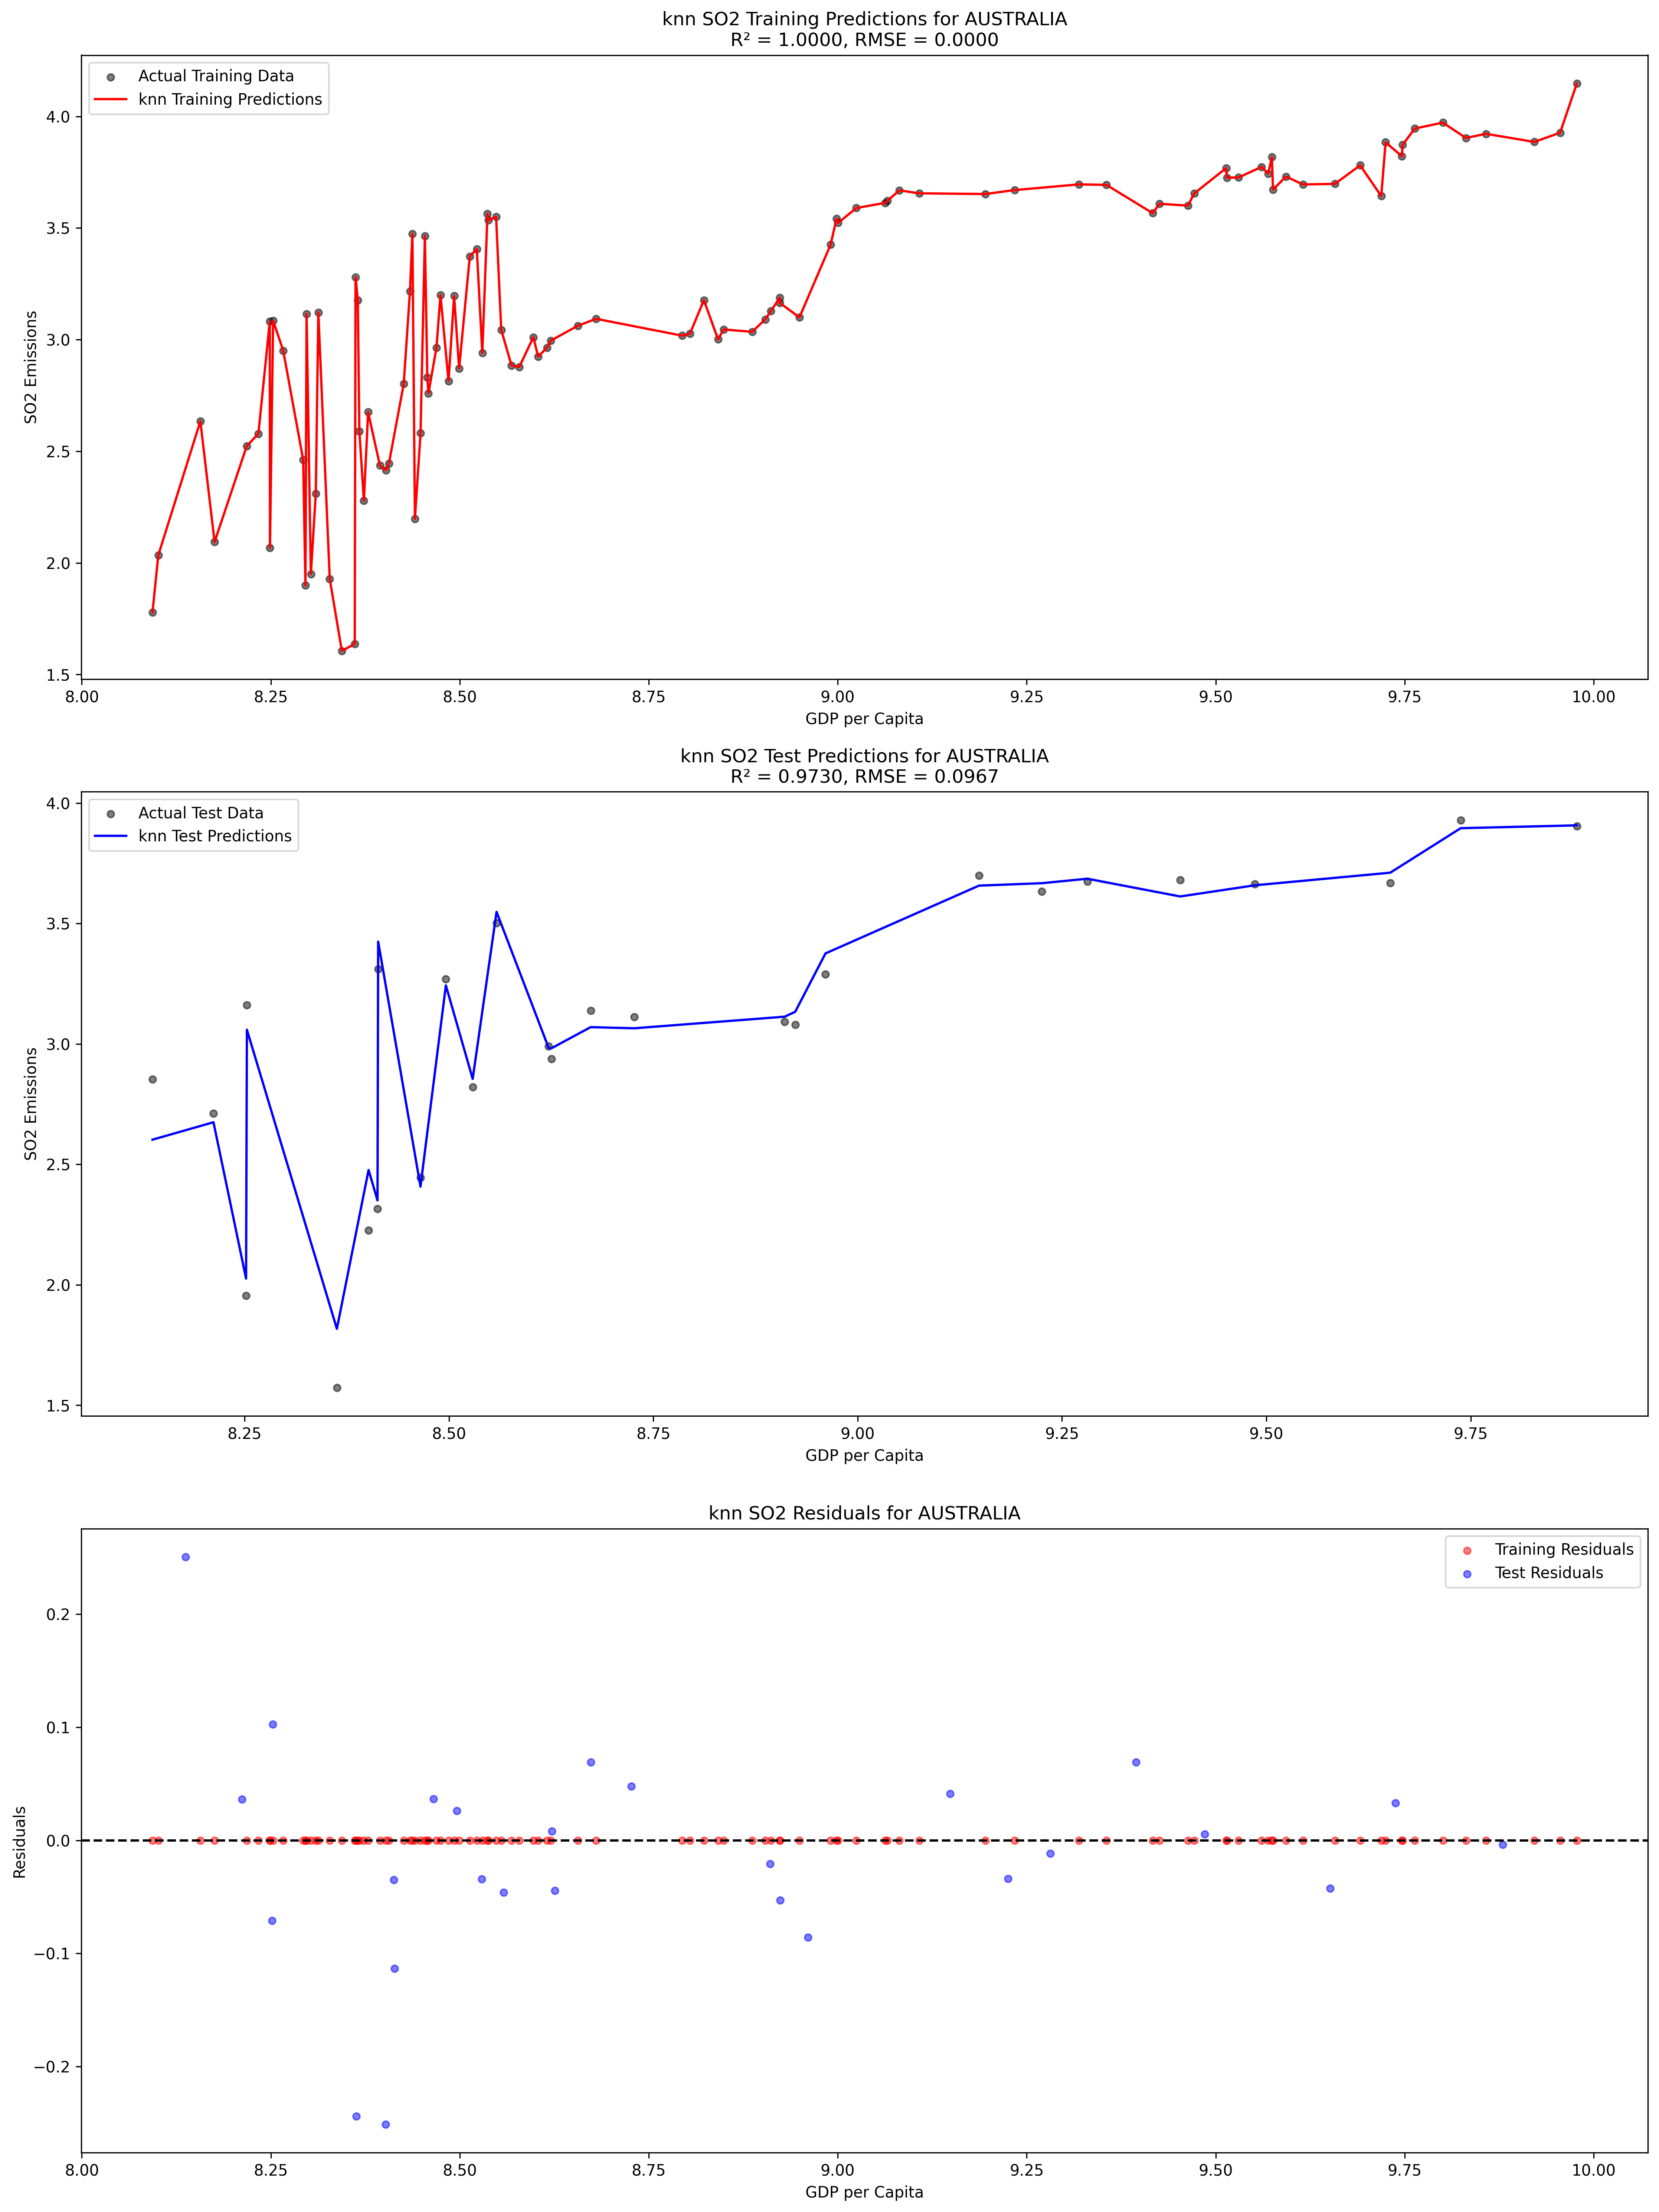 knn SO2 Training Predictions for AUSTRALIA
R² = 1.0000, RMSE = 0.0000
Actual Training Data
knn Training Predictions
SO2 Emissions
4.0
3.5
3.0
2.5
2.0
1.5
8.00 8.25 8.50 8.75 9.00 9.25 9.50 9.75 10.00
GDP per Capita
knn SO2 Test Predictions for AUSTRALIA
R² = 0.9730, RMSE = 0.0967
Actual Test Data
knn Test Predictions
SO2 Emissions
4.0
3.5
3.0
2.5
2.0
1.5
8.25 8.50 8.75 9.00 9.25 9.50 9.75
GDP per Capita
knn SO2 Residuals for AUSTRALIA
Training Residuals
Test Residuals
Residuals
0.2
0.1
0.0
−0.1
−0.2
8.00 8.25 8.50 8.75 9.00 9.25 9.50 9.75 10.00
GDP per Capita